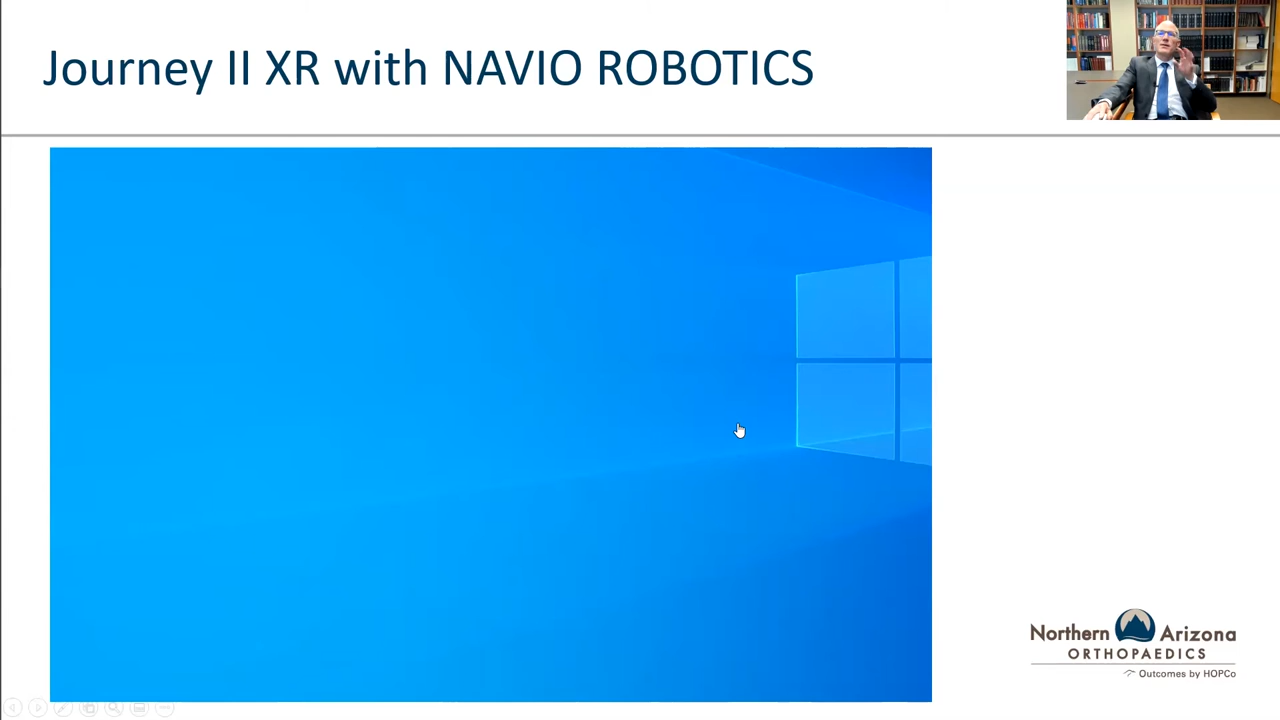 Journey II XR with NAVIO ROBOTICS
Northern Arizona
ORTHOPAEDICS
Outcomes by HOPCo